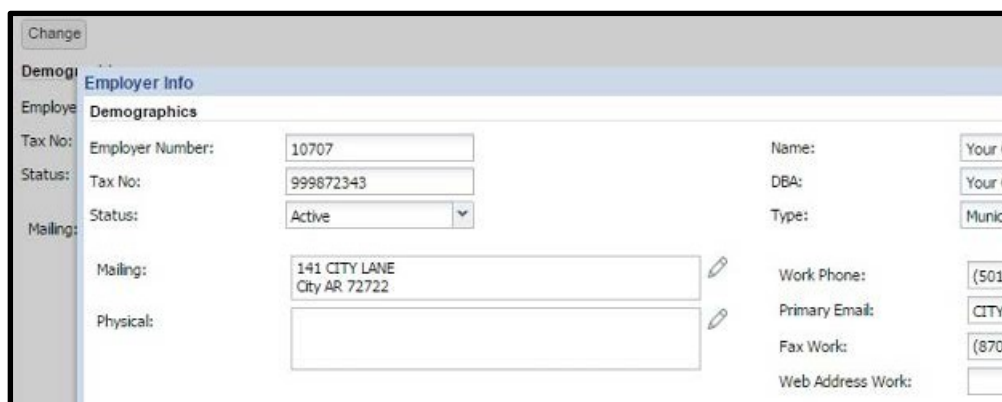 Change
Employer Info
Demographics
Employe
Tax No:
Status:
Mailing:
Employer Number: 10707
Tax No: 999872343
Status: Active
Mailing: 141 CITY LANE
City AR 72722
Physical:
Name: Your
DBA: Your
Type: Munic
Work Phone: (501
Primary Email: CITY
Fax Work: (870
Web Address Work: